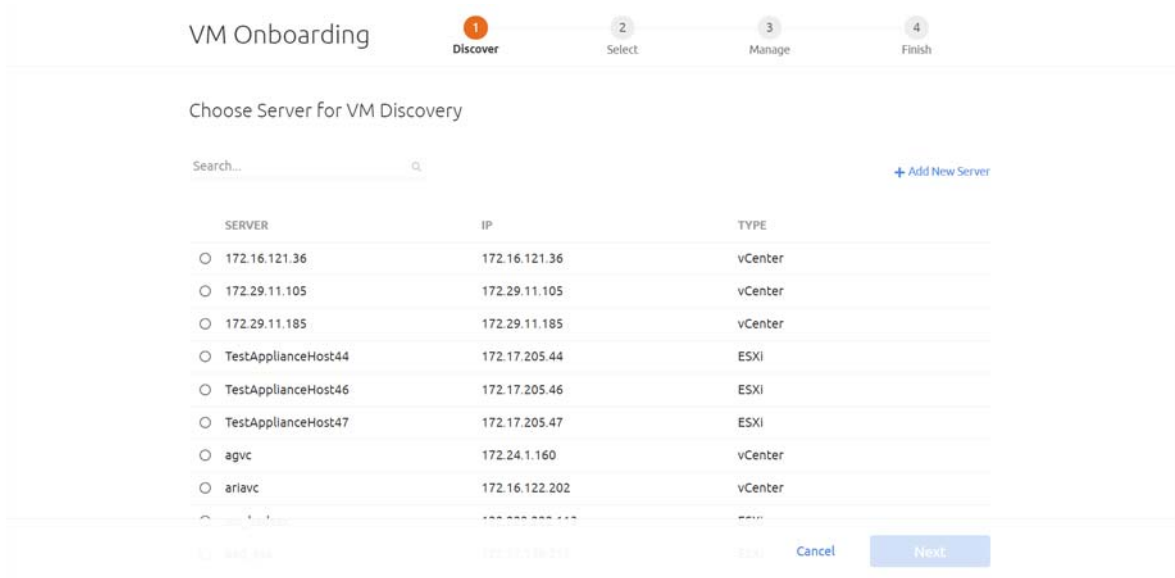 VM Onboarding
1 2 3 4
Discover Select Manage Finish
Choose Server for VM Discovery
Search...
+ Add New Server
SERVER IP TYPE
172.16.121.36 172.16.121.36 vCenter
172.29.11.105 172.29.11.105 vCenter
172.29.11.185 172.29.11.185 vCenter
TestApplianceHost44 172.17.205.44 ESXi
TestApplianceHost46 172.17.205.46 ESXi
TestApplianceHost47 172.17.205.47 ESXi
agvc 172.24.1.160 vCenter
ariavc 172.16.122.202 vCenter
Cancel Next